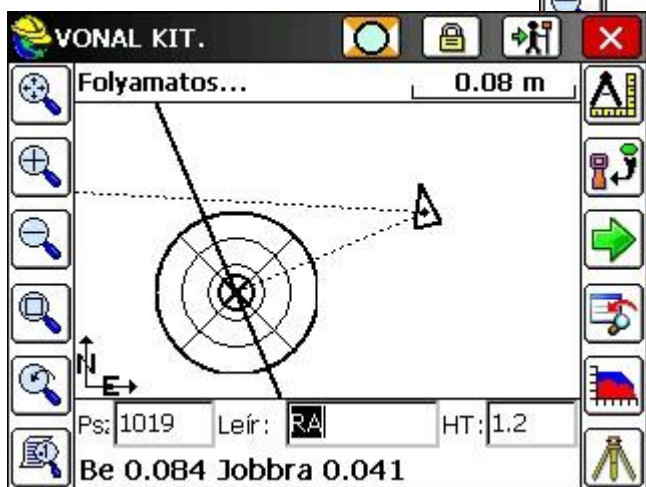 VONAL KIT.
Folyamatos... 0.08 m
N
E
Ps: 1019 Leír: RA HT: 1.2
Be 0.084 Jobbra 0.041